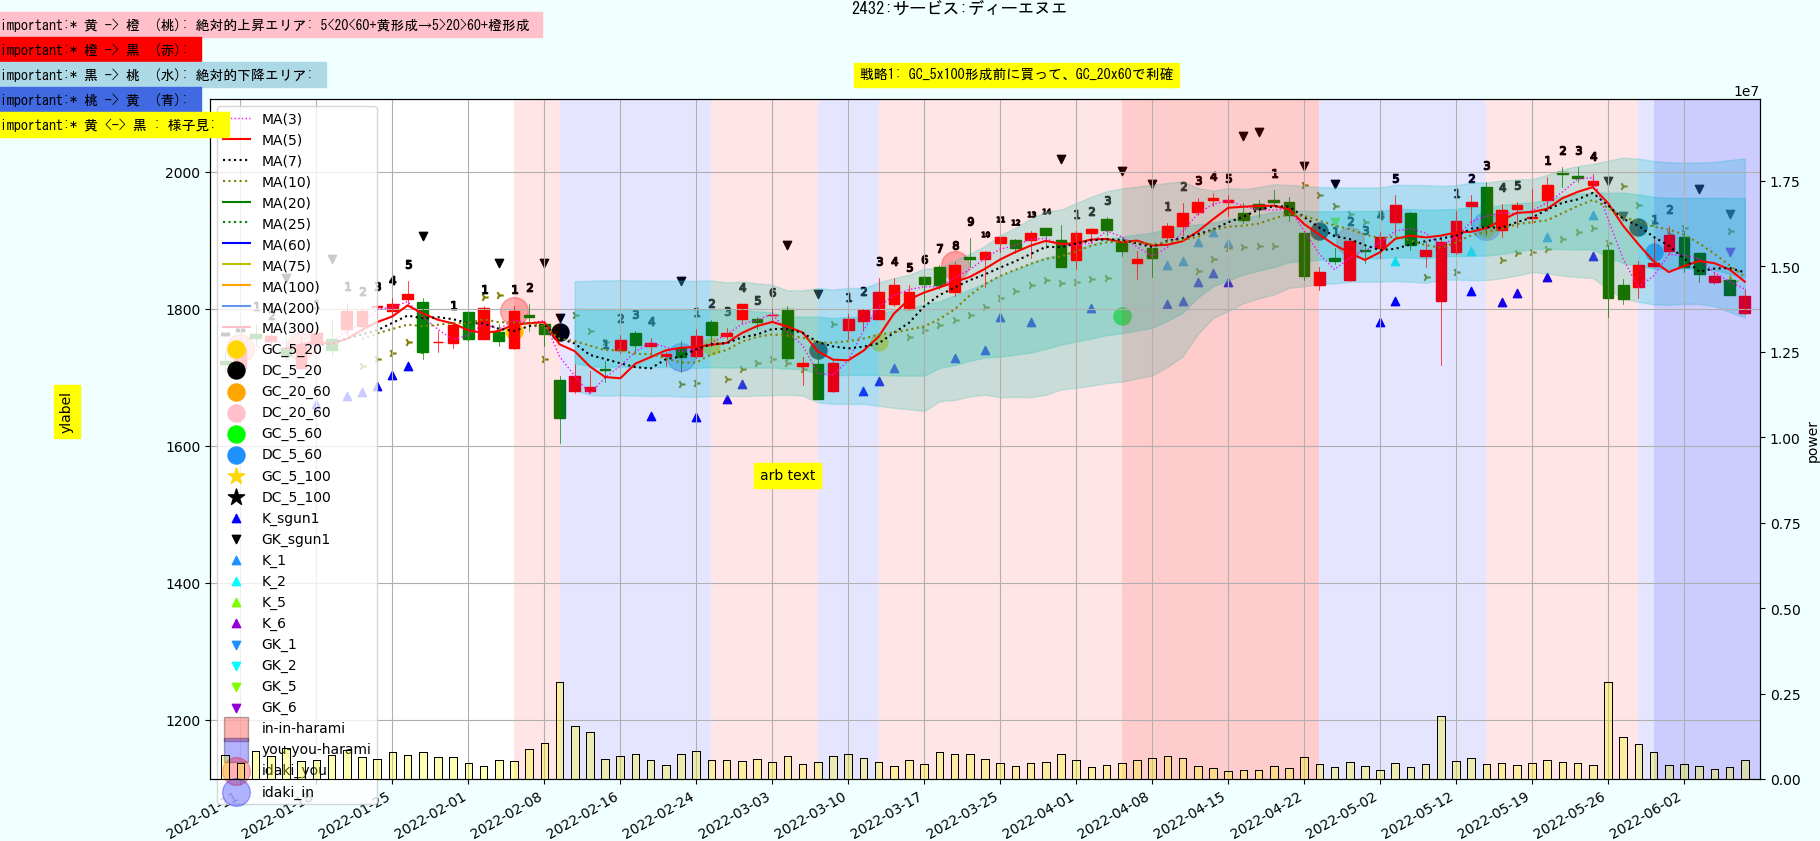 2432:サービス:ディーエヌエ
important:* 黄 -> 橙 (桃): 絶対的上昇エリア: 5<20<60+黄形成→5>20>60+橙形成
important:* 橙 -> 黒 (赤):
important:* 黒 -> 桃 (水): 絶対的下降エリア:
戦略1: GC_5x100形成前に買って、GC_20x60で利確
important:* 桃 -> 黄 (青):
important:* 黄 <-> 黒 : 様子見:
1e7
MA(3)
MA(5)
MA(7)
MA(10)
MA(20)
MA(25)
MA(60)
MA(75)
MA(100)
MA(200)
MA(300)
GC_5_20
DC_5_20
GC_20_60
DC_20_60
GC_5_60
DC_5_60
GC_5_100
DC_5_100
K_sgun1
GK_sgun1
K_1
K_2
K_5
K_6
GK_1
GK_2
GK_5
GK_6
in-in-harami
you-you-harami
idaki_you
idaki_in
2000
1800
1600
1400
1200
ylabel
arb text
1.75
1.50
1.25
1.00
0.75
0.50
0.25
0.00
power
2022-01-25
2022-02-01
2022-02-08
2022-02-16
2022-02-24
2022-03-03
2022-03-10
2022-03-17
2022-03-25
2022-04-01
2022-04-08
2022-04-15
2022-04-22
2022-05-02
2022-05-12
2022-05-19
2022-05-26
2022-06-02